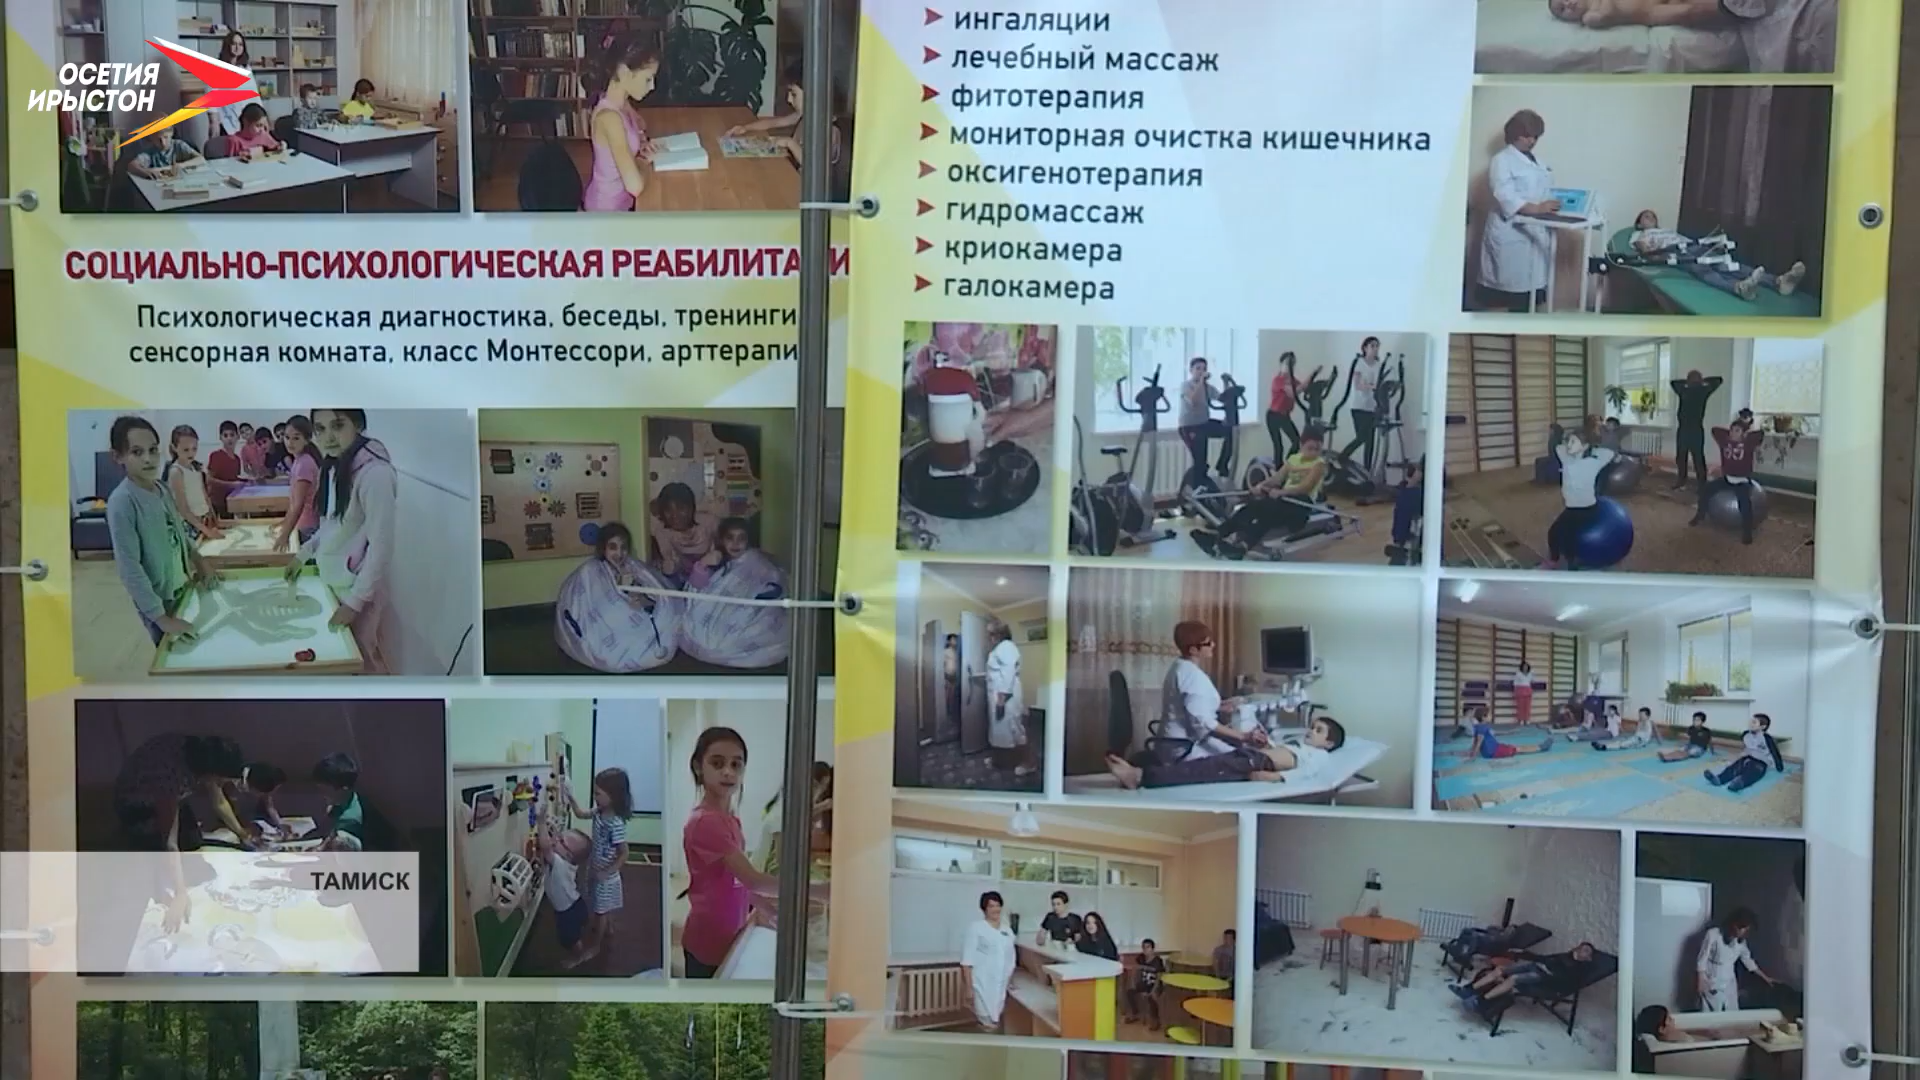 ОСЕТИЯ
ИРЫСТОН
СОЦИАЛЬНО-ПСИХОЛОГИЧЕСКАЯ РЕАБИЛИТА И
Психологическая диагностика, беседы, тренинги
сенсорная комната, класс Монтессори, арттерапи
ингаляции
лечебный массаж
фитотерапия
мониторная очистка кишечника
оксигенотерапия
гидромассаж
криокамера
галокамера
ТАМИСК